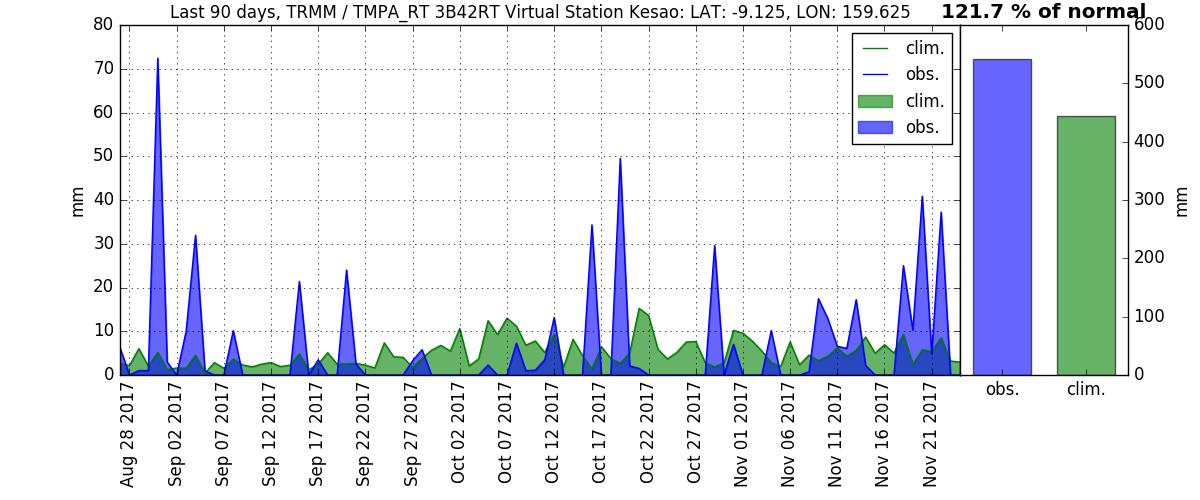 Last 90 days, TRMM / TMPA_RT 3B42RT Virtual Station Kesao: LAT: -9.125, LON: 159.625
121.7 % of normal
80
70
60
50
40
30
20
10
0
mm
clim.
obs.
clim.
obs.
600
500
400
300
200
100
0
mm
obs.
clim.
Aug 28 2017
Sep 02 2017
Sep 07 2017
Sep 12 2017
Sep 17 2017
Sep 22 2017
Sep 27 2017
Oct 02 2017
Oct 07 2017
Oct 12 2017
Oct 17 2017
Oct 22 2017
Oct 27 2017
Nov 01 2017
Nov 06 2017
Nov 11 2017
Nov 16 2017
Nov 21 2017